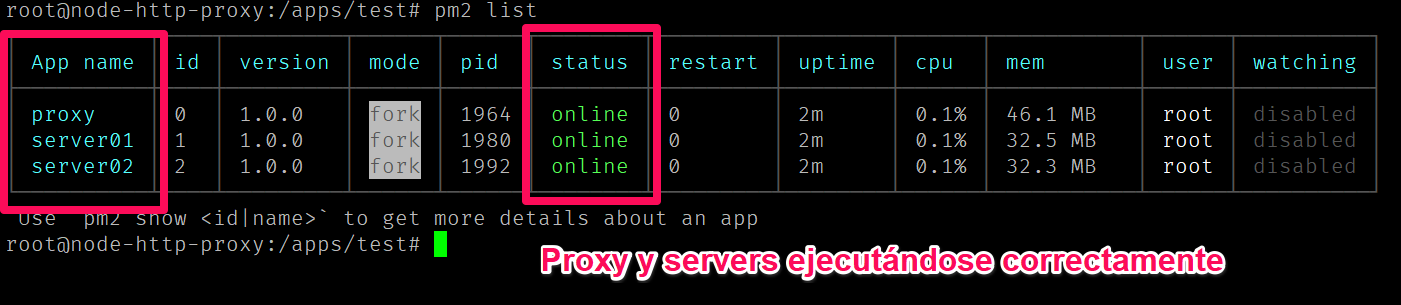 root@node-http-proxy:/apps/test# pm2 list
App name id version mode pid status restart uptime cpu mem user watching
proxy 0 1.0.0 fork 1964 online 0 2m 0.1% 46.1 MB root disabled
server01 1 1.0.0 fork 1980 online 0 2m 0.1% 32.5 MB root disabled
server02 2 1.0.0 fork 1992 online 0 2m 0.1% 32.3 MB root disabled
Use `pm2 show <id|name>` to get more details about an app
root@node-http-proxy:/apps/test#
Proxy y servers ejecutándose correctamente